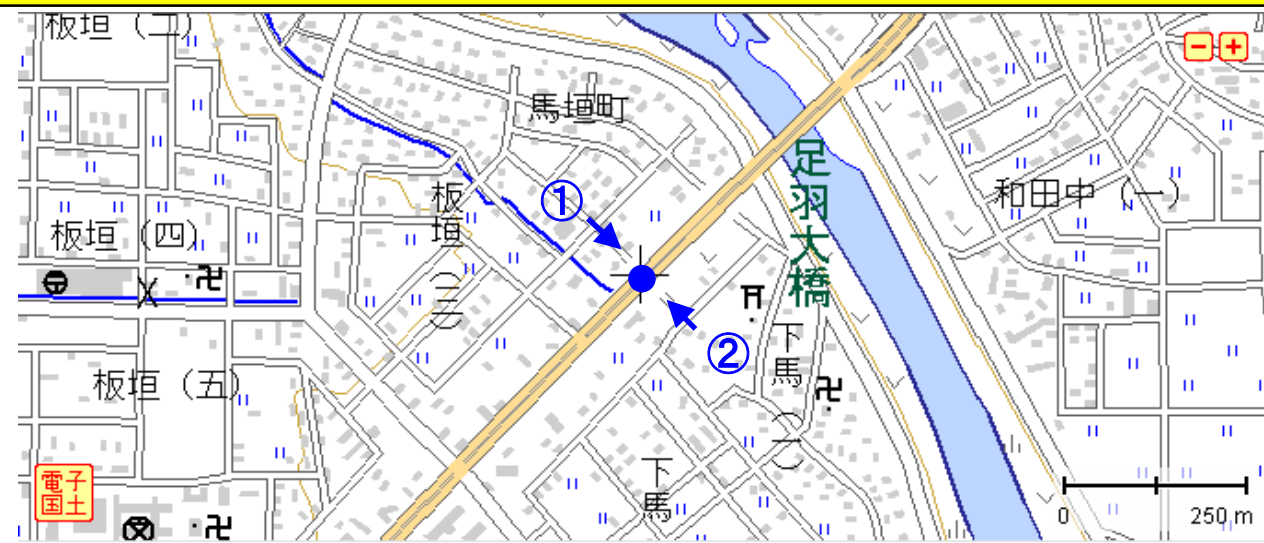 板垣（二）
馬垣町
板垣（三）
①
板垣（四）
足羽大橋
和田中（一）
②
下馬（一）
板垣（五）
下馬
電子国土
0
250 m